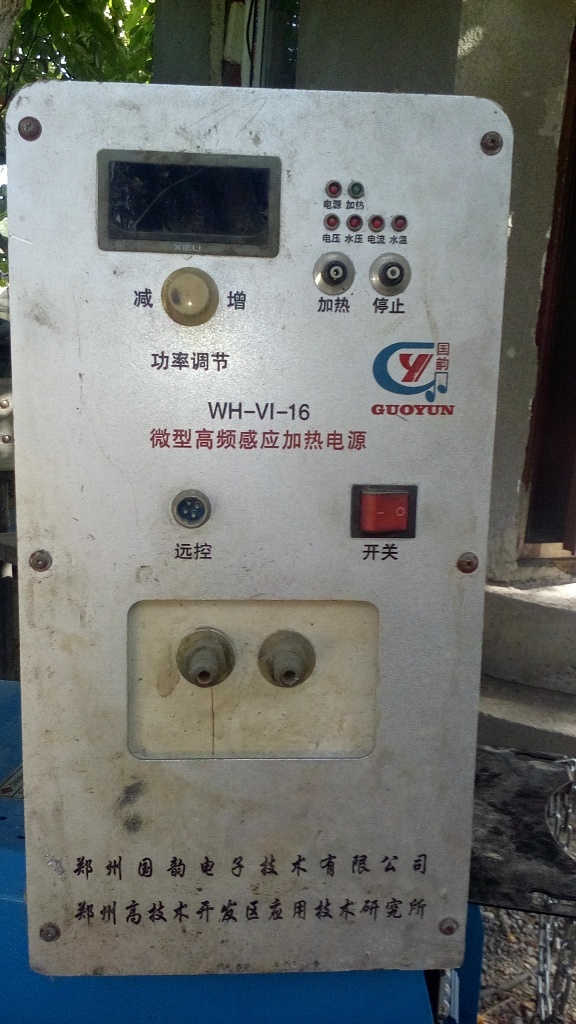 XIELI
电源 加热
电压 水压 电流 水温
减 增
加热 停止
功率调节
国韵
GUOYUN
WH-VI-16
微型高频感应加热电源
远控
开关
郑州国韵电子技术有限公司
郑州高技术开发区应用技术研究所